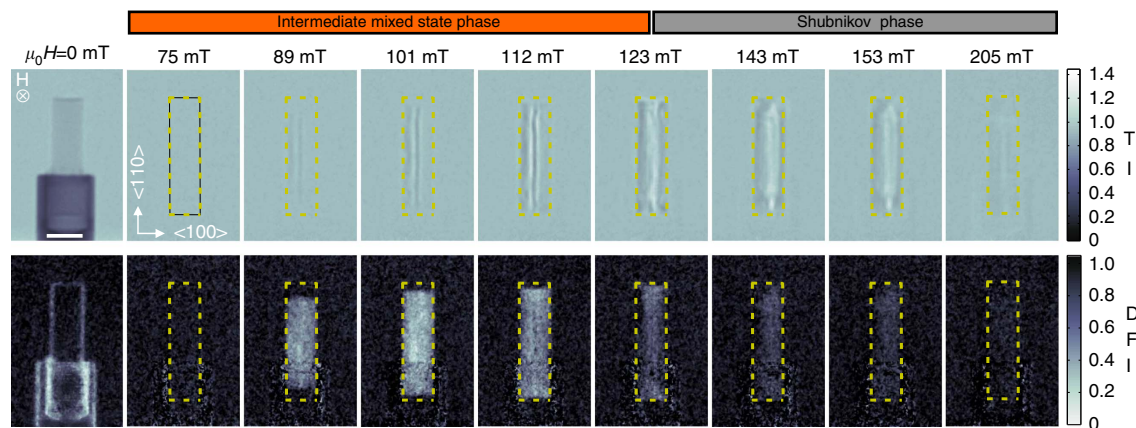 Intermediate mixed state phase
Shubnikov phase
μ₀H=0 mT
75 mT
89 mT
101 mT
112 mT
123 mT
143 mT
153 mT
205 mT
H
⊗
<110>
<100>
1.4
1.2
1.0
0.8
0.6
0.4
0.2
0
T
I
1.0
0.8
0.6
0.4
0.2
0
D
F
I